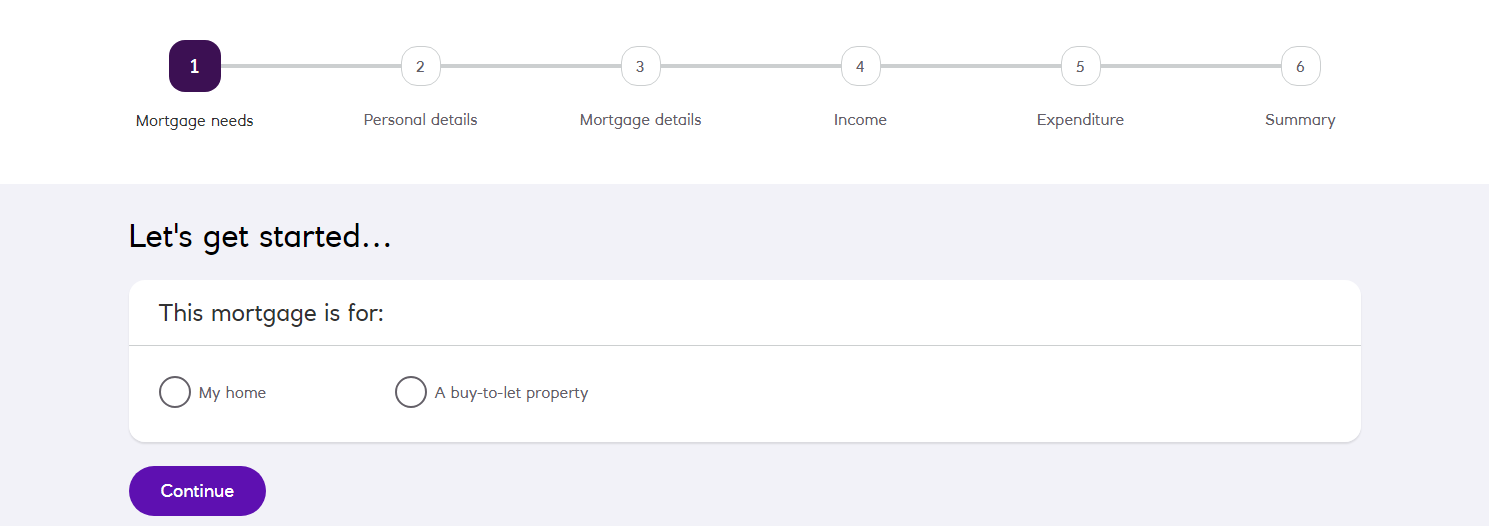 1 2 3 4 5 6
Mortgage needs Personal details Mortgage details Income Expenditure Summary
Let's get started...
This mortgage is for:
My home A buy-to-let property
Continue